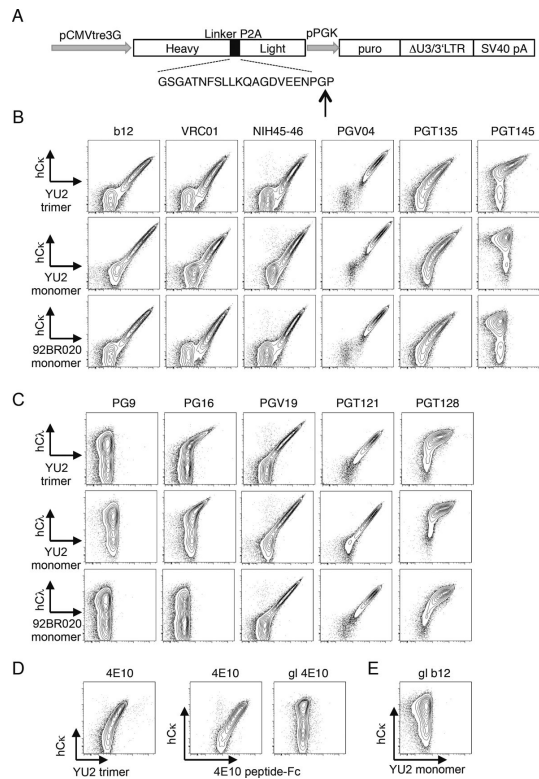 A
pCMVtre3G
Linker P2A
pPGK
Heavy
Light
puro
ΔU3/3'LTR
SV40 pA
GSGATNFSLLKQAGDVEENPGP
B
b12
VRC01
NIH45-46
PGV04
PGT135
PGT145
hCκ
YU2
trimer
hCκ
YU2
monomer
hCκ
92BR020
monomer
C
PG9
PG16
PGV19
PGT121
PGT128
hCλ
YU2
trimer
hCλ
YU2
monomer
hCλ
92BR020
monomer
D
4E10
4E10
gl 4E10
hCκ
YU2 trimer
hCκ
4E10 peptide-Fc
E
gl b12
hCκ
YU2 monomer